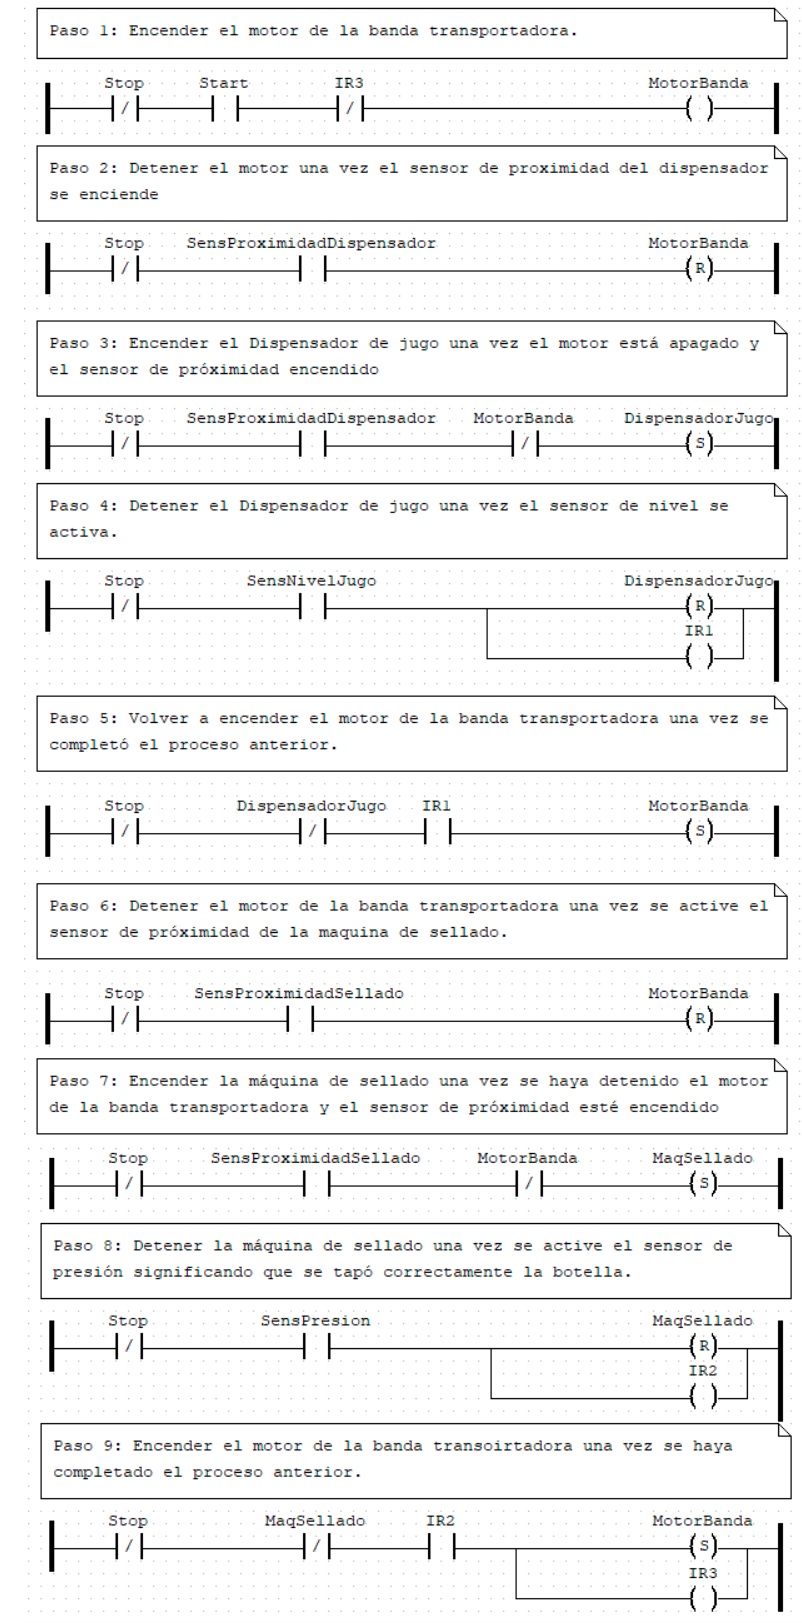 Paso 1: Encender el motor de la banda transportadora.
Stop Start IR3 MotorBanda
Paso 2: Detener el motor una vez el sensor de proximidad del dispensador
se enciende
Stop SensProximidadDispensador MotorBanda
R
Paso 3: Encender el Dispensador de jugo una vez el motor está apagado y
el sensor de próximidad encendido
Stop SensProximidadDispensador MotorBanda DispensadorJugo
S
Paso 4: Detener el Dispensador de jugo una vez el sensor de nivel se
activa.
Stop SensNivelJugo DispensadorJugo
R
IR1
Paso 5: Volver a encender el motor de la banda transportadora una vez se
completó el proceso anterior.
Stop DispensadorJugo IR1 MotorBanda
S
Paso 6: Detener el motor de la banda transportadora una vez se active el
sensor de próximidad de la maquina de sellado.
Stop SensProximidadSellado MotorBanda
R
Paso 7: Encender la máquina de sellado una vez se haya detenido el motor
de la banda transportadora y el sensor de próximidad esté encendido
Stop SensProximidadSellado MotorBanda MaqSellado
S
Paso 8: Detener la máquina de sellado una vez se active el sensor de
presión significando que se tapó correctamente la botella.
Stop SensPresion MaqSellado
R
IR2
Paso 9: Encender el motor de la banda transoirtadora una vez se haya
completado el proceso anterior.
Stop MaqSellado IR2 MotorBanda
S
IR3